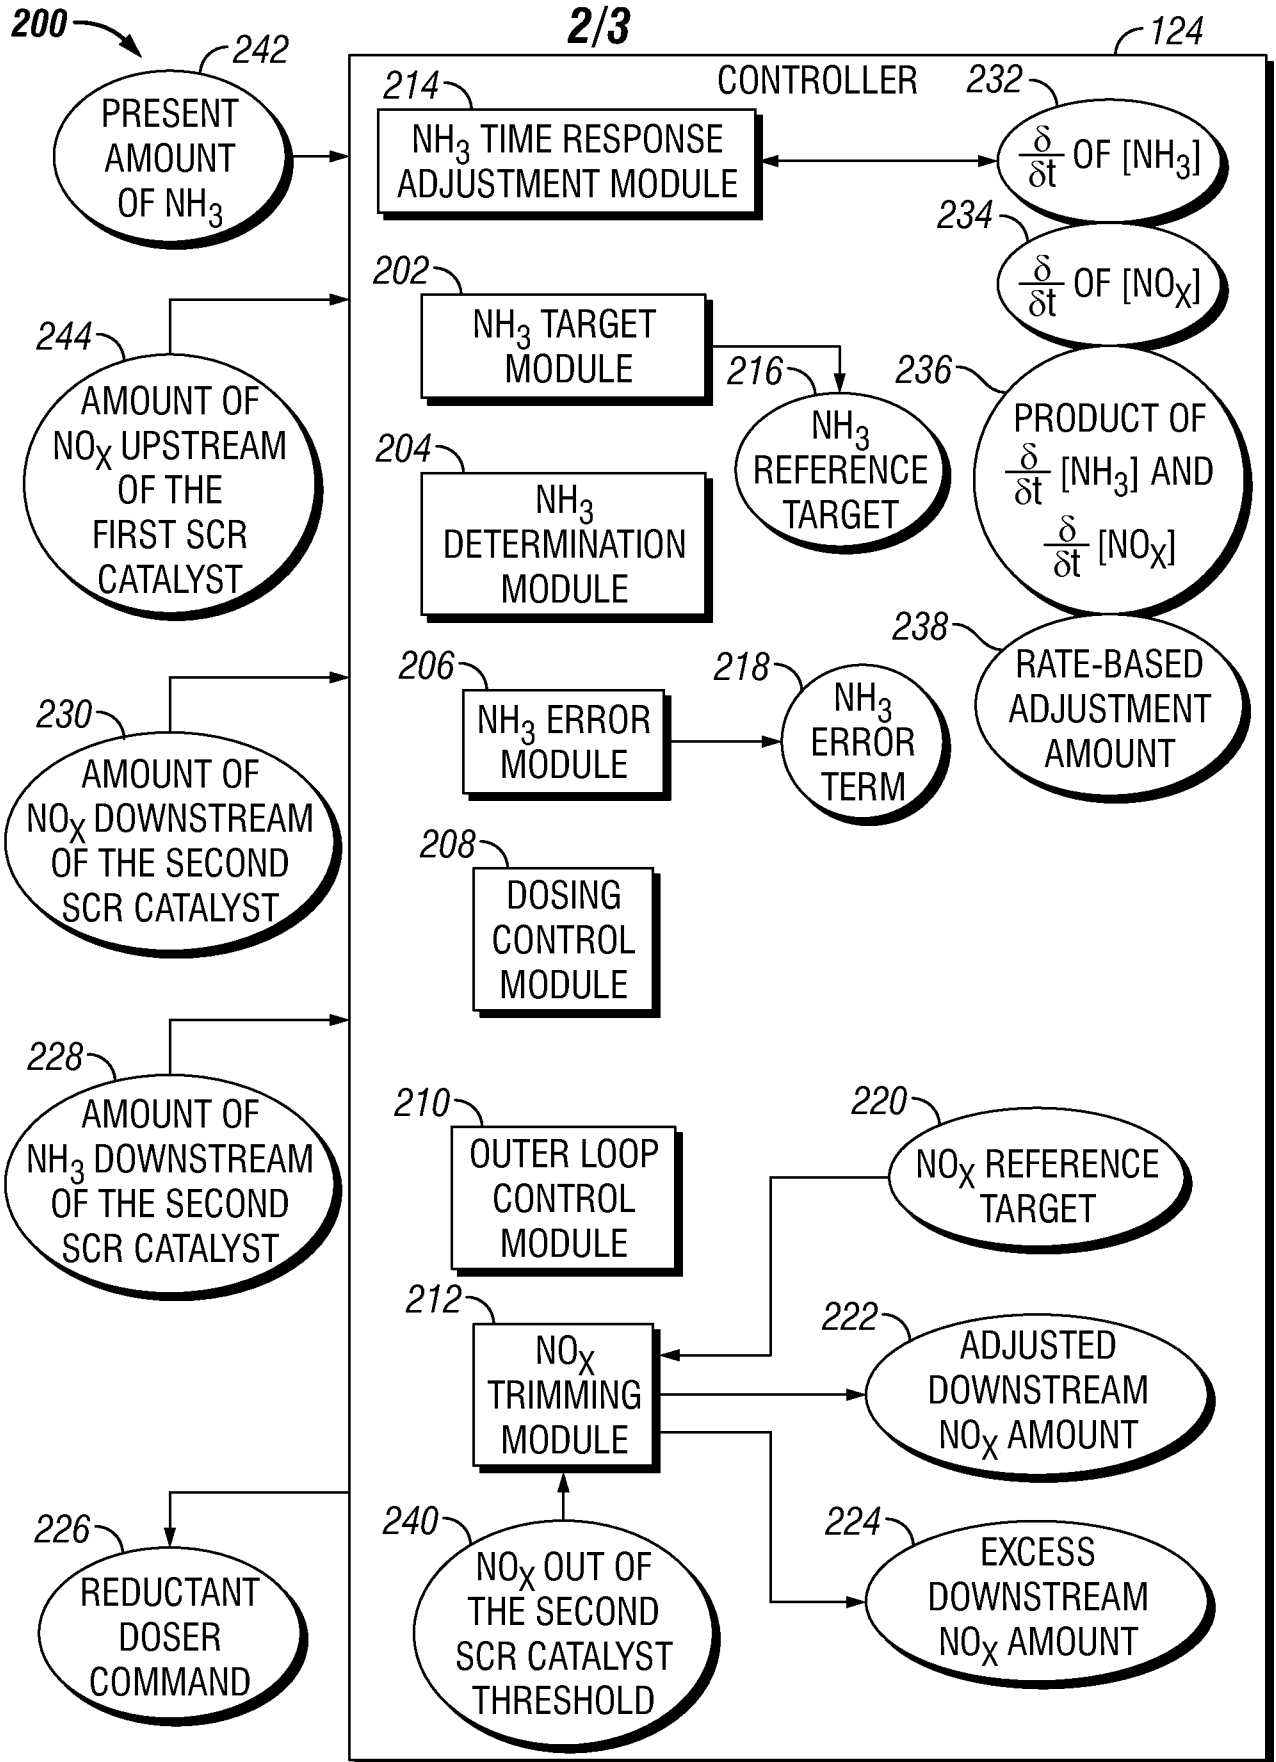 200
2/3
242
PRESENT
AMOUNT
OF NH3
124
CONTROLLER
214
NH3 TIME RESPONSE
ADJUSTMENT MODULE
232
δ/δt OF [NH3]
234
δ/δt OF [NOX]
202
NH3 TARGET
MODULE
216
NH3
REFERENCE
TARGET
236
PRODUCT OF
δ/δt [NH3] AND
δ/δt [NOX]
244
AMOUNT OF
NOX UPSTREAM
OF THE
FIRST SCR
CATALYST
204
NH3
DETERMINATION
MODULE
238
RATE-BASED
ADJUSTMENT
AMOUNT
206
NH3 ERROR
MODULE
218
NH3
ERROR
TERM
230
AMOUNT OF
NOX DOWNSTREAM
OF THE SECOND
SCR CATALYST
208
DOSING
CONTROL
MODULE
228
AMOUNT OF
NH3 DOWNSTREAM
OF THE SECOND
SCR CATALYST
210
OUTER LOOP
CONTROL
MODULE
220
NOX REFERENCE
TARGET
212
NOX
TRIMMING
MODULE
222
ADJUSTED
DOWNSTREAM
NOX AMOUNT
226
REDUCTANT
DOSER
COMMAND
240
NOX OUT OF
THE SECOND
SCR CATALYST
THRESHOLD
224
EXCESS
DOWNSTREAM
NOX AMOUNT